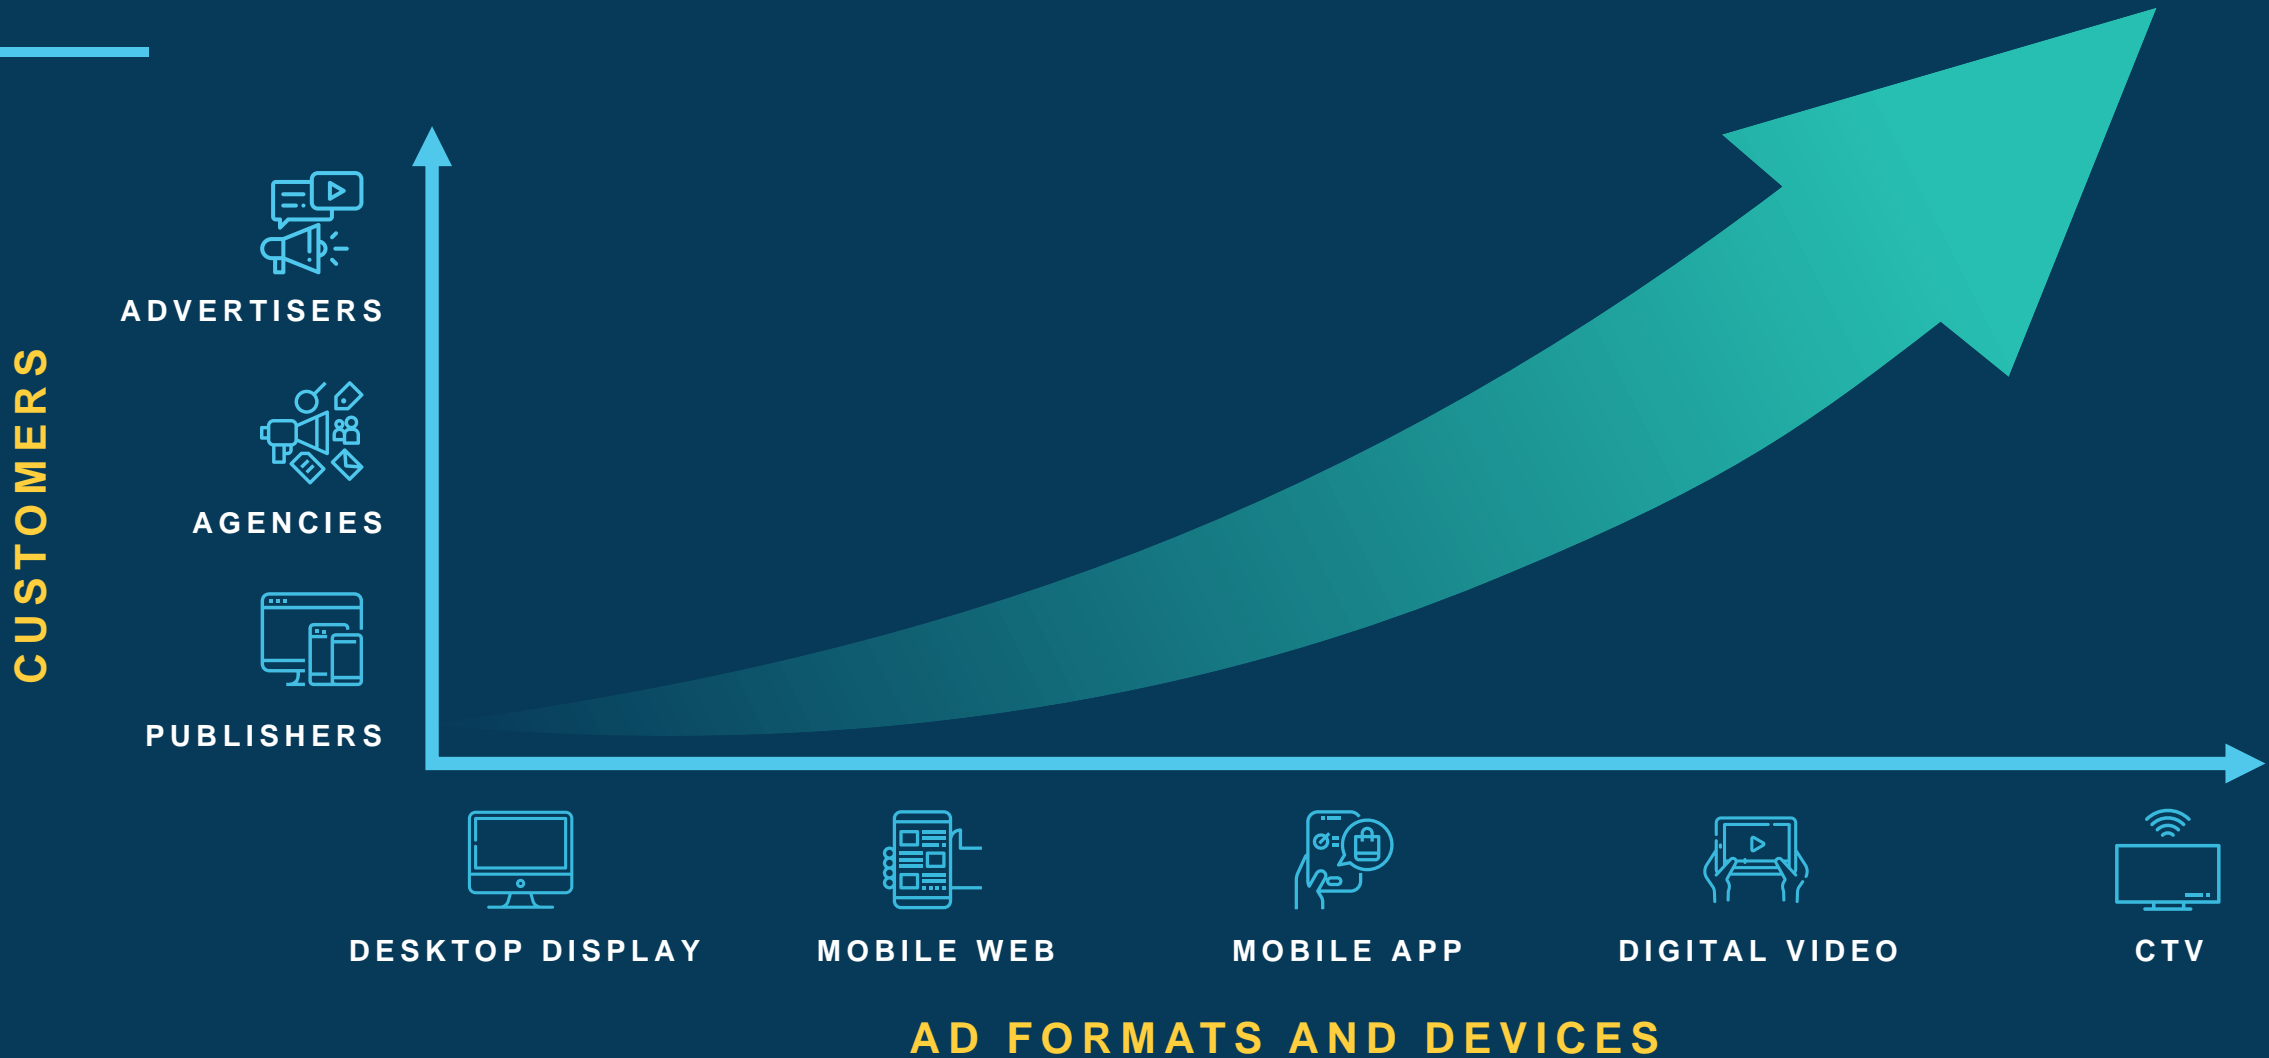 CUSTOMERS
ADVERTISERS
AGENCIES
PUBLISHERS
DESKTOP DISPLAY
MOBILE WEB
MOBILE APP
DIGITAL VIDEO
CTV
AD FORMATS AND DEVICES